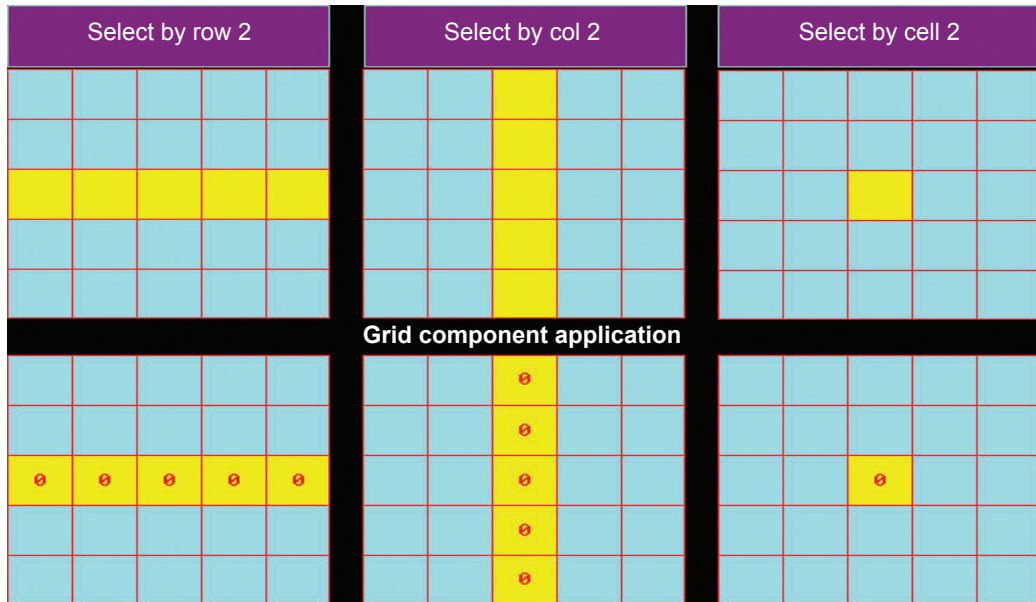 Select by row 2
Select by col 2
Select by cell 2
Grid component application
0
0
0 0 0 0 0 0 0
0
0